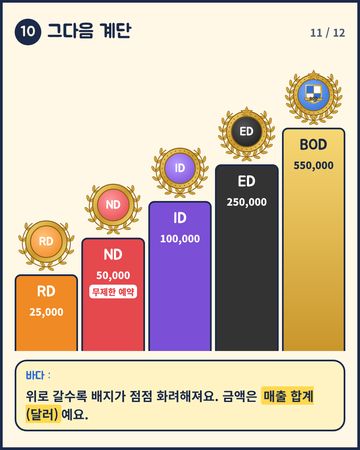 10 그다음 계단
11 / 12
RD
ND
ID
ED
RD
25,000
ND
50,000
무제한 예약
ID
100,000
ED
250,000
BOD
550,000
바다 :
위로 갈수록 배지가 점점 화려해져요. 금액은 매출 합계
(달러)예요.